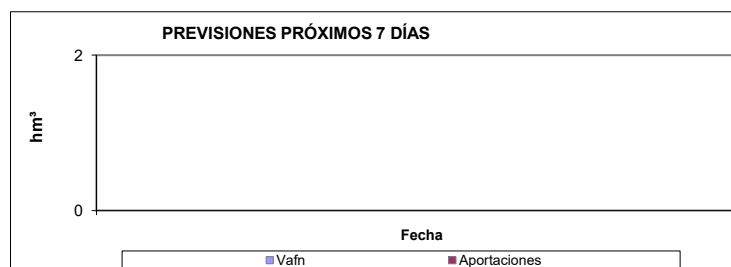 PREVISIONES PRÓXIMOS 7 DÍAS
2
hm³
0
Fecha
Vafn Aportaciones